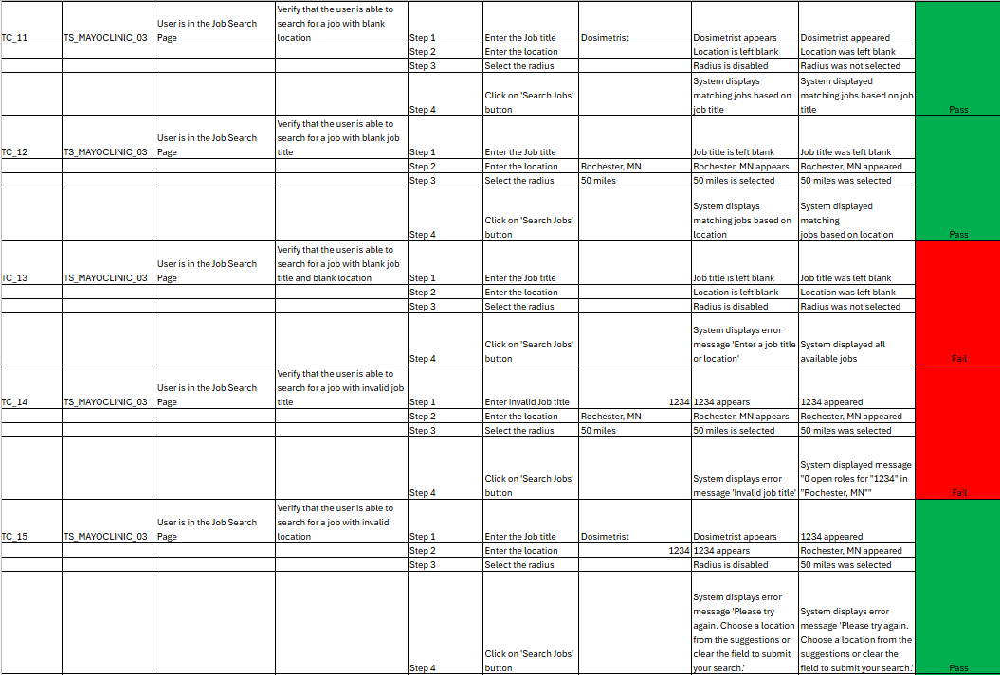 Verify that the user is able to
search for a job with blank
location
User is in the Job Search
Page
TC_11 TS_MAYOCLINIC_03 Step 1 Enter the Job title Dosimetrist Dosimetrist appears Dosimetrist appeared
Step 2 Enter the location Location is left blank Location was left blank
Step 3 Select the radius Radius is disabled Radius was not selected
Step 4
Click on 'Search Jobs'
button
System displays
matching jobs based on
job title
System displayed
matching jobs based on job
title
Pass
TC_12 TS_MAYOCLINIC_03
User is in the Job Search
Page
Verify that the user is able to
search for a job with blank job
title
Step 1 Enter the Job title Job title is left blank Job title was left blank
Step 2 Enter the location Rochester, MN Rochester, MN appears Rochester, MN appeared
Step 3 Select the radius 50 miles 50 miles is selected 50 miles was selected
Step 4
Click on 'Search Jobs'
button
System displays
matching jobs based on
location
System displayed
matching
jobs based on location
Pass
TC_13 TS_MAYOCLINIC_03
User is in the Job Search
Page
Verify that the user is able to
search for a job with blank job
title and blank location
Step 1 Enter the Job title Job title is left blank Job title was left blank
Step 2 Enter the location Location is left blank Location was left blank
Step 3 Select the radius Radius is disabled Radius was not selected
Step 4
Click on 'Search Jobs'
button
System displays error
message 'Enter a job title
or location'
System displayed all
available jobs
Fail
TC_14 TS_MAYOCLINIC_03
User is in the Job Search
Page
Verify that the user is able to
search for a job with invalid job
title
Step 1 Enter invalid Job title 1234 1234 appears 1234 appeared
Step 2 Enter the location Rochester, MN Rochester, MN appears Rochester, MN appeared
Step 3 Select the radius 50 miles 50 miles is selected 50 miles was selected
Step 4
Click on 'Search Jobs'
button
System displays error
message 'Invalid job title'
System displayed message
"0 open roles for "1234" in
"Rochester, MN""
Fail
TC_15 TS_MAYOCLINIC_03
User is in the Job Search
Page
Verify that the user is able to
search for a job with invalid
location
Step 1 Enter the Job title Dosimetrist Dosimetrist appears 1234 appeared
Step 2 Enter the location 1234 1234 appears Rochester, MN appeared
Step 3 Select the radius Radius is disabled 50 miles was selected
Step 4
Click on 'Search Jobs'
button
System displays error
message 'Please try
again. Choose a location
from the suggestions or
clear the field to submit
your search.'
System displays error
message 'Please try again.
Choose a location from the
suggestions or clear the
field to submit your search.'
Pass